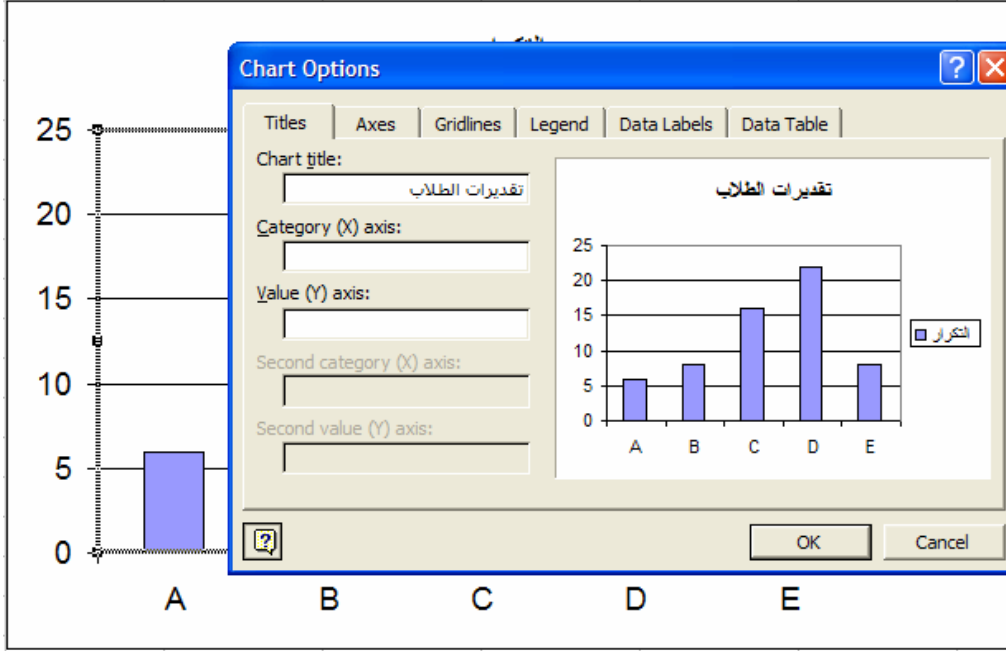 Chart Options
Titles Axes Gridlines Legend Data Labels Data Table
Chart title:
تقديرات الطلاب
Category (X) axis:
Value (Y) axis:
Second category (X) axis:
Second value (Y) axis:
تقديرات الطلاب
25
20
15
10
5
0
A B C D E
التكرار
OK Cancel
25
20
15
10
5
0
A B C D E